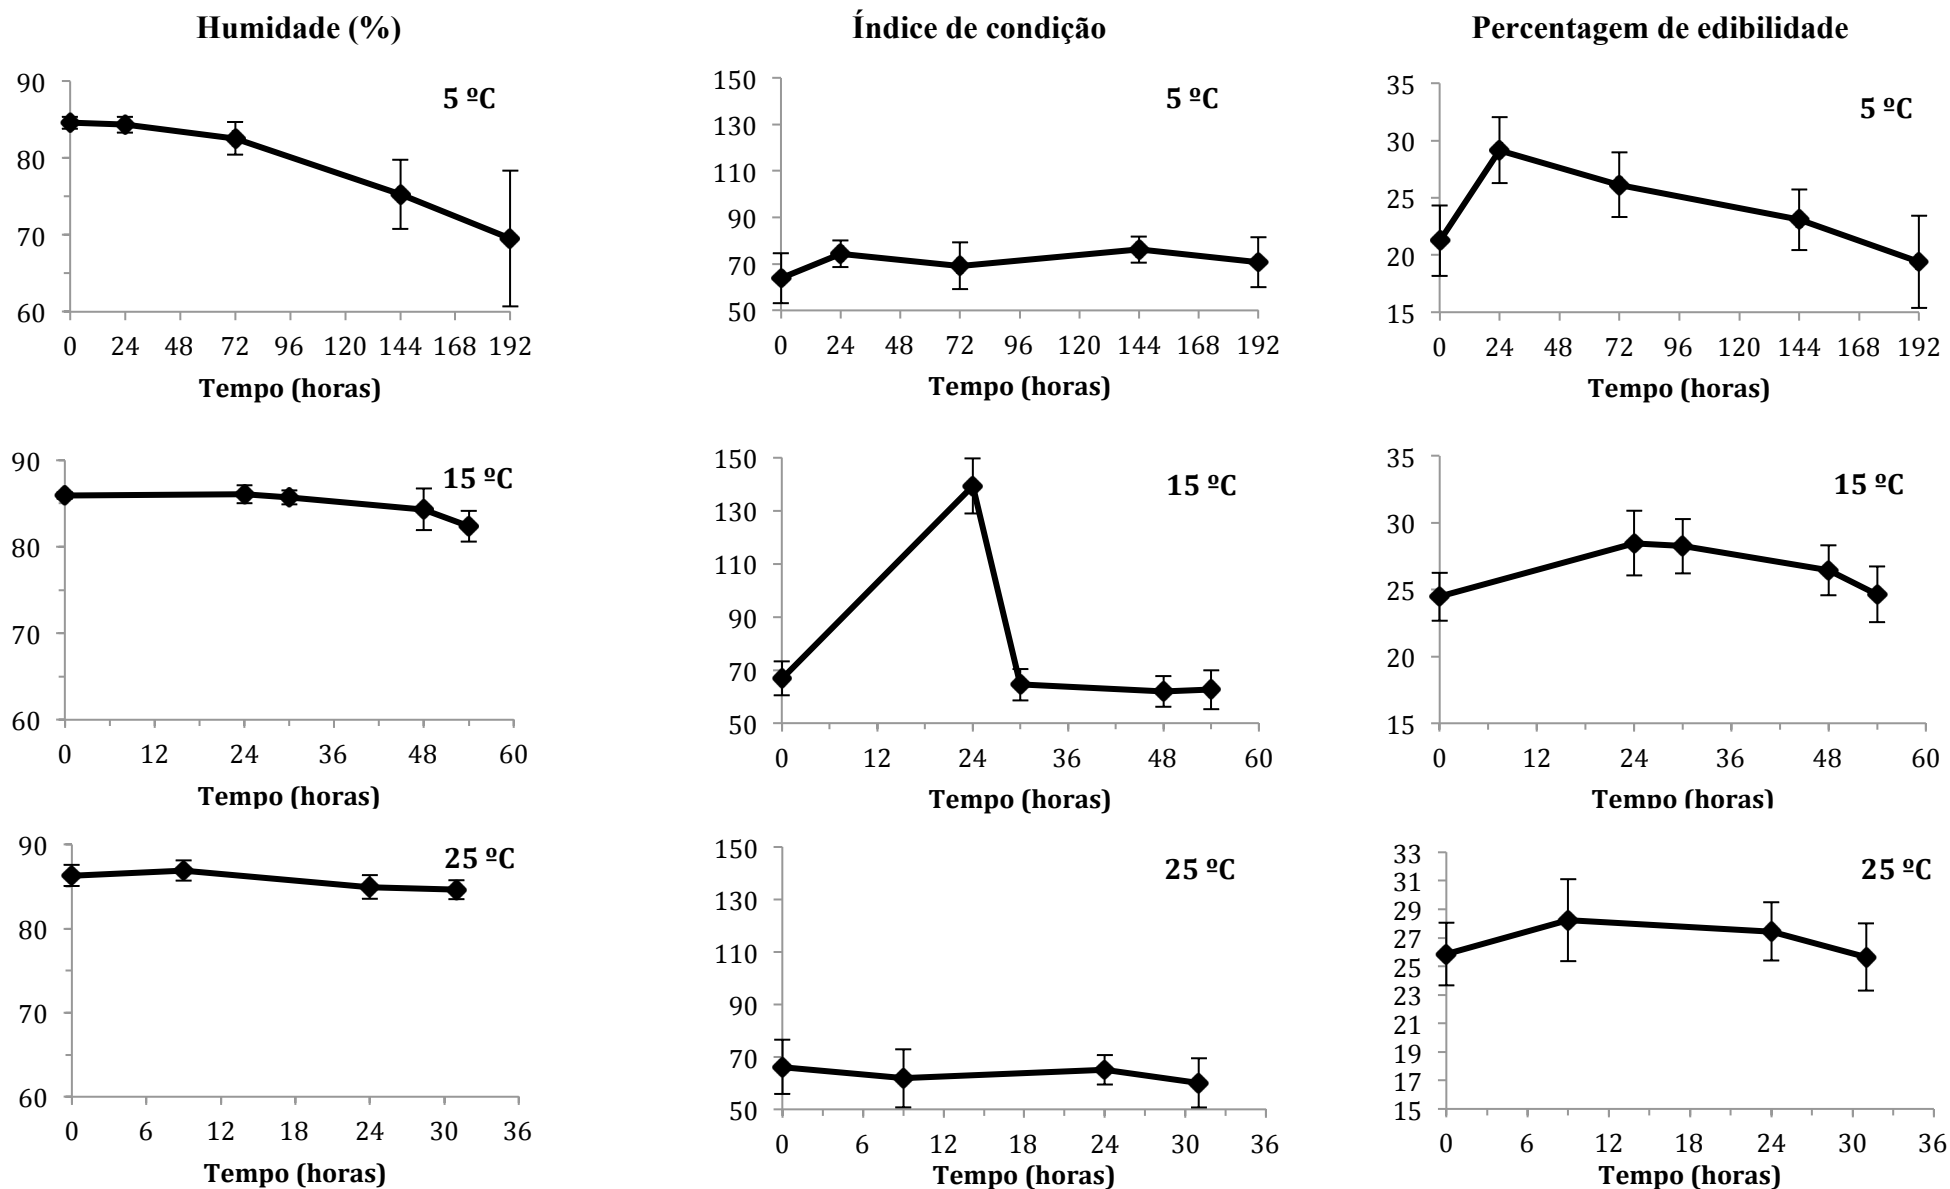 Humidade (%)
Índice de condição
Percentagem de edibilidade
5 ºC
90
80
70
60
0 24 48 72 96 120 144 168 192
Tempo (horas)
5 ºC
150
130
110
90
70
50
0 24 48 72 96 120 144 168 192
Tempo (horas)
5 ºC
35
30
25
20
15
0 24 48 72 96 120 144 168 192
Tempo (horas)
15 ºC
90
80
70
60
0 12 24 36 48 60
Tempo (horas)
15 ºC
150
130
110
90
70
50
0 12 24 36 48 60
Tempo (horas)
15 ºC
35
30
25
20
15
0 12 24 36 48 60
Tempo (horas)
25 ºC
90
80
70
60
0 6 12 18 24 30 36
Tempo (horas)
25 ºC
150
130
110
90
70
50
0 6 12 18 24 30 36
Tempo (horas)
25 ºC
33
31
29
27
25
23
21
19
17
15
0 6 12 18 24 30 36
Tempo (horas)